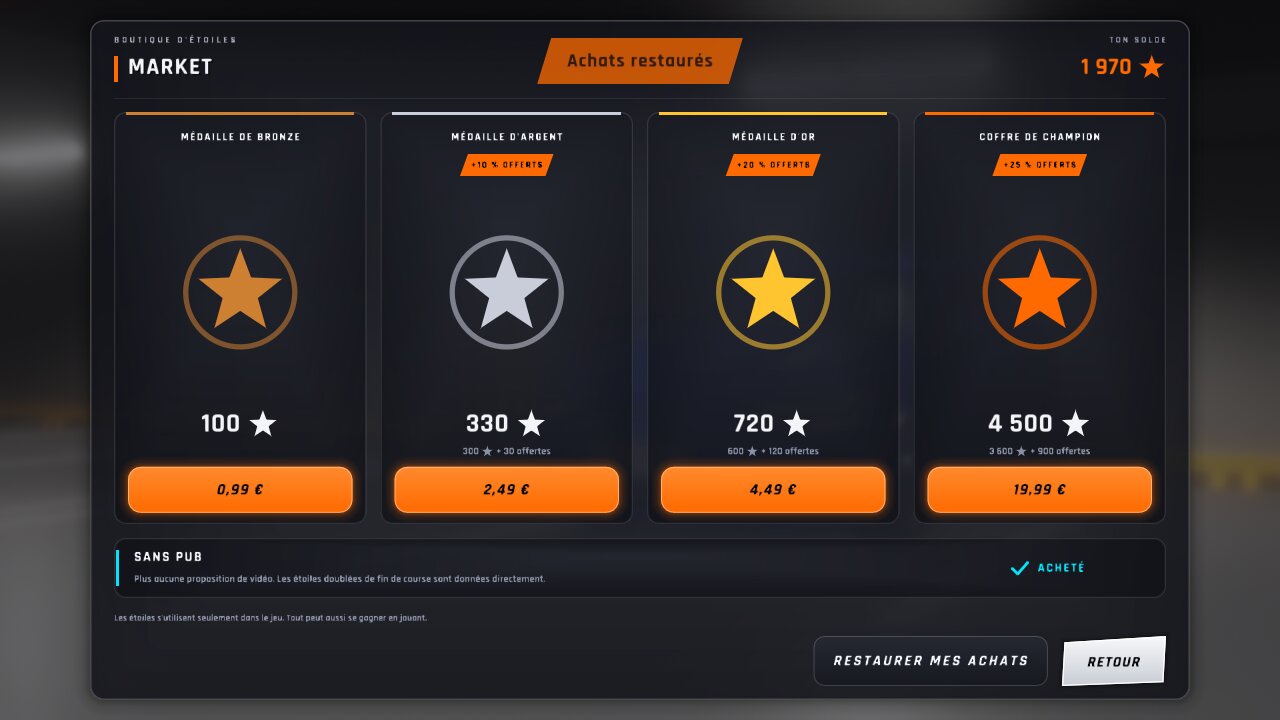 BOUTIQUE D'ÉTOILES
MARKET
Achats restaurés
TON SOLDE
1 970
MÉDAILLE DE BRONZE
100
0,99 €
MÉDAILLE D'ARGENT
+10 % OFFERTS
330
300 ★ + 30 offertes
2,49 €
MÉDAILLE D'OR
+20 % OFFERTS
720
600 ★ + 120 offertes
4,49 €
COFFRE DE CHAMPION
+25 % OFFERTS
4 500
3 600 ★ + 900 offertes
19,99 €
SANS PUB
Plus aucune proposition de vidéo. Les étoiles doublées de fin de course sont données directement.
ACHETÉ
Les étoiles s'utilisent seulement dans le jeu. Tout peut aussi se gagner en jouant.
RESTAURER MES ACHATS
RETOUR